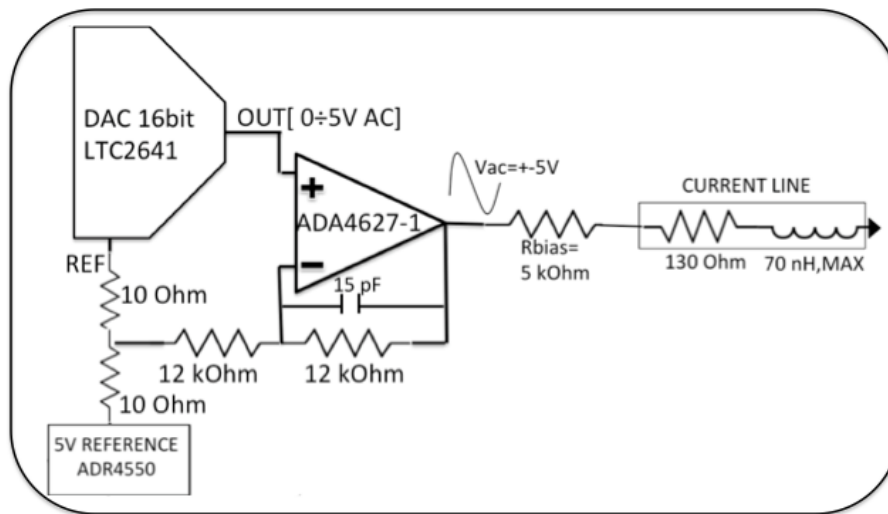 DAC 16bit
LTC2641
OUT[ 0÷5V AC]
+
ADA4627-1
−
Vac=+-5V
CURRENT LINE
Rbias=
5 kOhm
130 Ohm
70 nH,MAX
REF
15 pF
10 Ohm
12 kOhm
12 kOhm
10 Ohm
5V REFERENCE
ADR4550